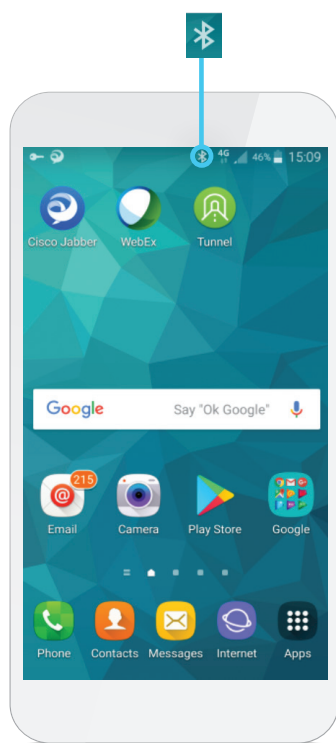 4G 46% 15:09
Cisco Jabber WebEx Tunnel
Google Say "Ok Google"
215
Email Camera Play Store Google
Phone Contacts Messages Internet Apps